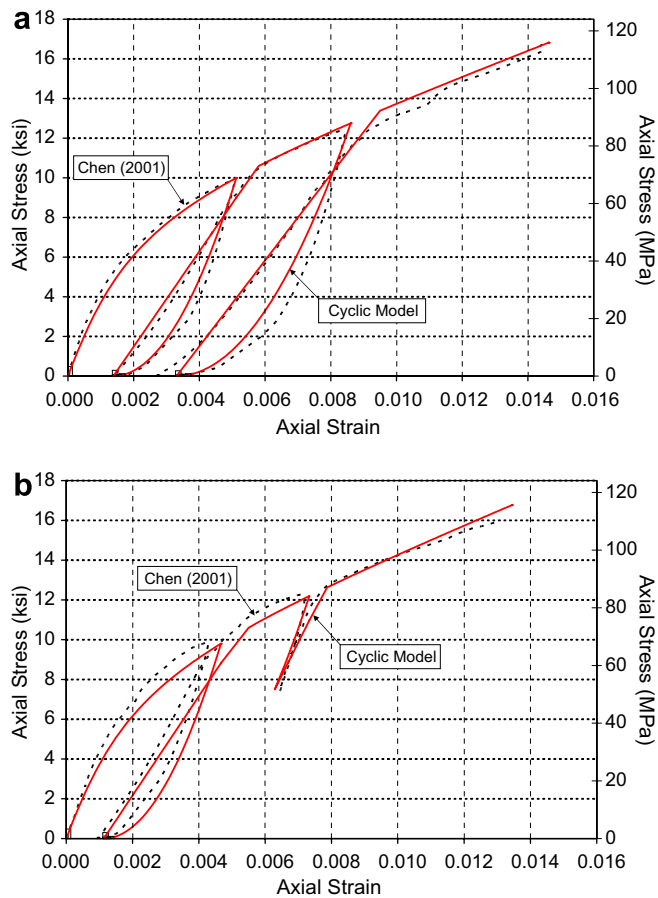 a
18
16
14
12
10
8
6
4
2
0
Axial Stress (ksi)
120
100
80
60
40
20
0
Axial Stress (MPa)
Chen (2001)
Cyclic Model
0.000 0.002 0.004 0.006 0.008 0.010 0.012 0.014 0.016
Axial Strain
b
18
16
14
12
10
8
6
4
2
0
Axial Stress (ksi)
120
100
80
60
40
20
0
Axial Stress (MPa)
Chen (2001)
Cyclic Model
0.000 0.002 0.004 0.006 0.008 0.010 0.012 0.014 0.016
Axial Strain